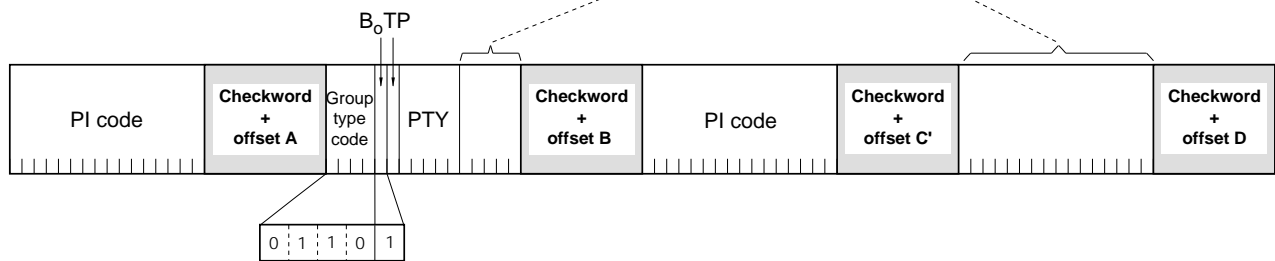 B₀TP
PI code
Checkword
+
offset A
Group
type
code
PTY
Checkword
+
offset B
PI code
Checkword
+
offset C'
Checkword
+
offset D
0 1 1 0 1